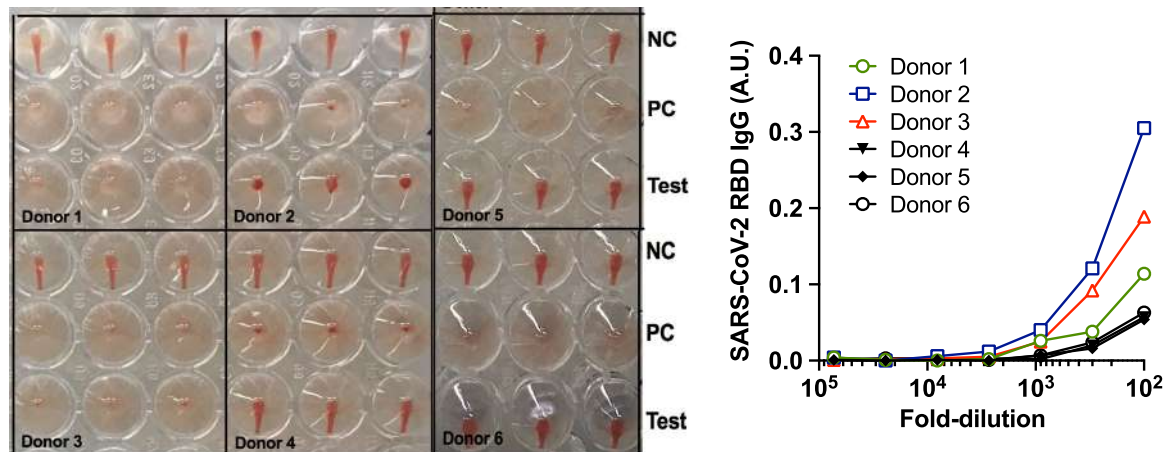 NC
PC
Test
Donor 1
Donor 2
Donor 5
NC
PC
Test
Donor 3
Donor 4
Donor 6
SARS-CoV-2 RBD IgG (A.U.)
0.4
0.3
0.2
0.1
0.0
Donor 1
Donor 2
Donor 3
Donor 4
Donor 5
Donor 6
10⁵
10⁴
10³
10²
Fold-dilution